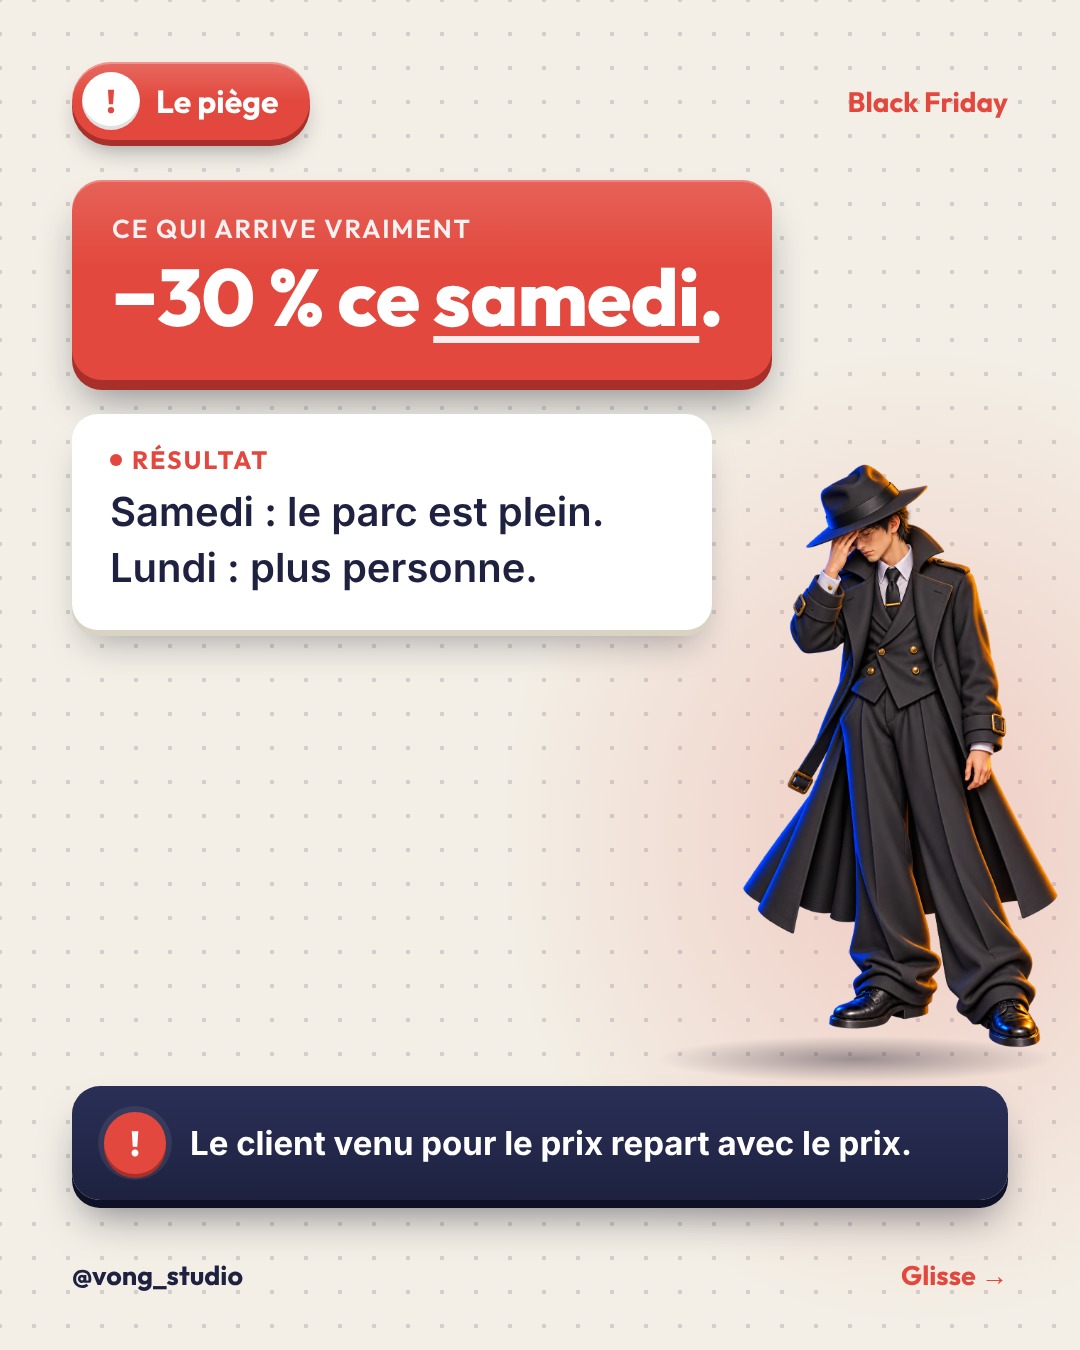 ! Le piège
Black Friday
CE QUI ARRIVE VRAIMENT
−30 % ce samedi.
RÉSULTAT
Samedi : le parc est plein.
Lundi : plus personne.
! Le client venu pour le prix repart avec le prix.
@vong_studio
Glisse →